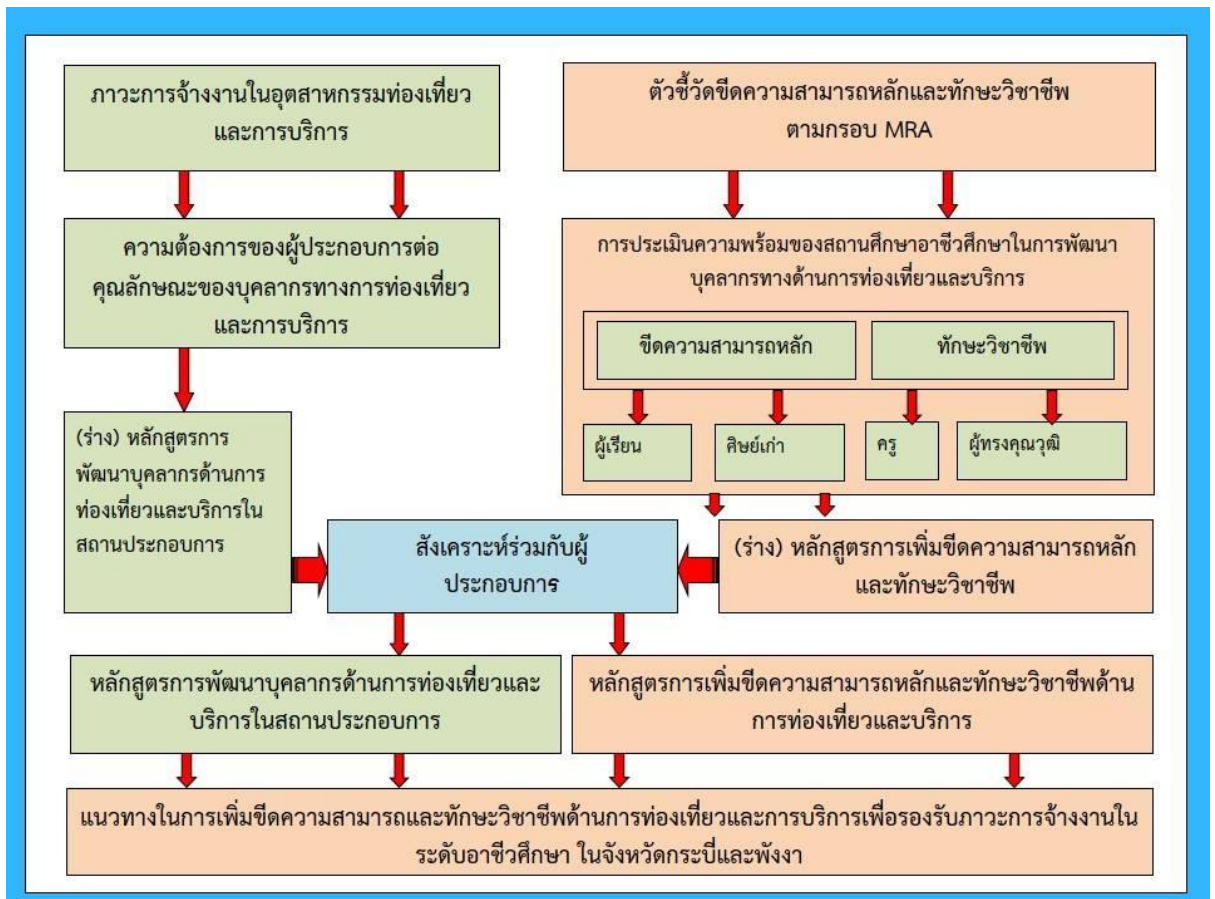 ภาวะการจ้างงานในอุตสาหกรรมท่องเที่ยว
และการบริการ
ตัวชี้วัดขีดความสามารถหลักและทักษะวิชาชีพ
ตามกรอบ MRA
ความต้องการของผู้ประกอบการต่อ
คุณลักษณะของบุคลากรทางการท่องเที่ยว
และการบริการ
การประเมินความพร้อมของสถานศึกษาอาชีวศึกษาในการพัฒนา
บุคลากรทางด้านการท่องเที่ยวและบริการ
ขีดความสามารถหลัก
ทักษะวิชาชีพ
ผู้เรียน
ศิษย์เก่า
ครู
ผู้ทรงคุณวุฒิ
(ร่าง) หลักสูตรการ
พัฒนาบุคลากรด้านการ
ท่องเที่ยวและบริการใน
สถานประกอบการ
สังเคราะห์ร่วมกับผู้
ประกอบการ
(ร่าง) หลักสูตรการเพิ่มขีดความสามารถหลัก
และทักษะวิชาชีพ
หลักสูตรการพัฒนาบุคลากรด้านการท่องเที่ยวและ
บริการในสถานประกอบการ
หลักสูตรการเพิ่มขีดความสามารถหลักและทักษะวิชาชีพด้าน
การท่องเที่ยวและบริการ
แนวทางในการเพิ่มขีดความสามารถและทักษะวิชาชีพด้านการท่องเที่ยวและการบริการเพื่อรองรับภาวะการจ้างงานใน
ระดับอาชีวศึกษา ในจังหวัดกระบี่และพังงา